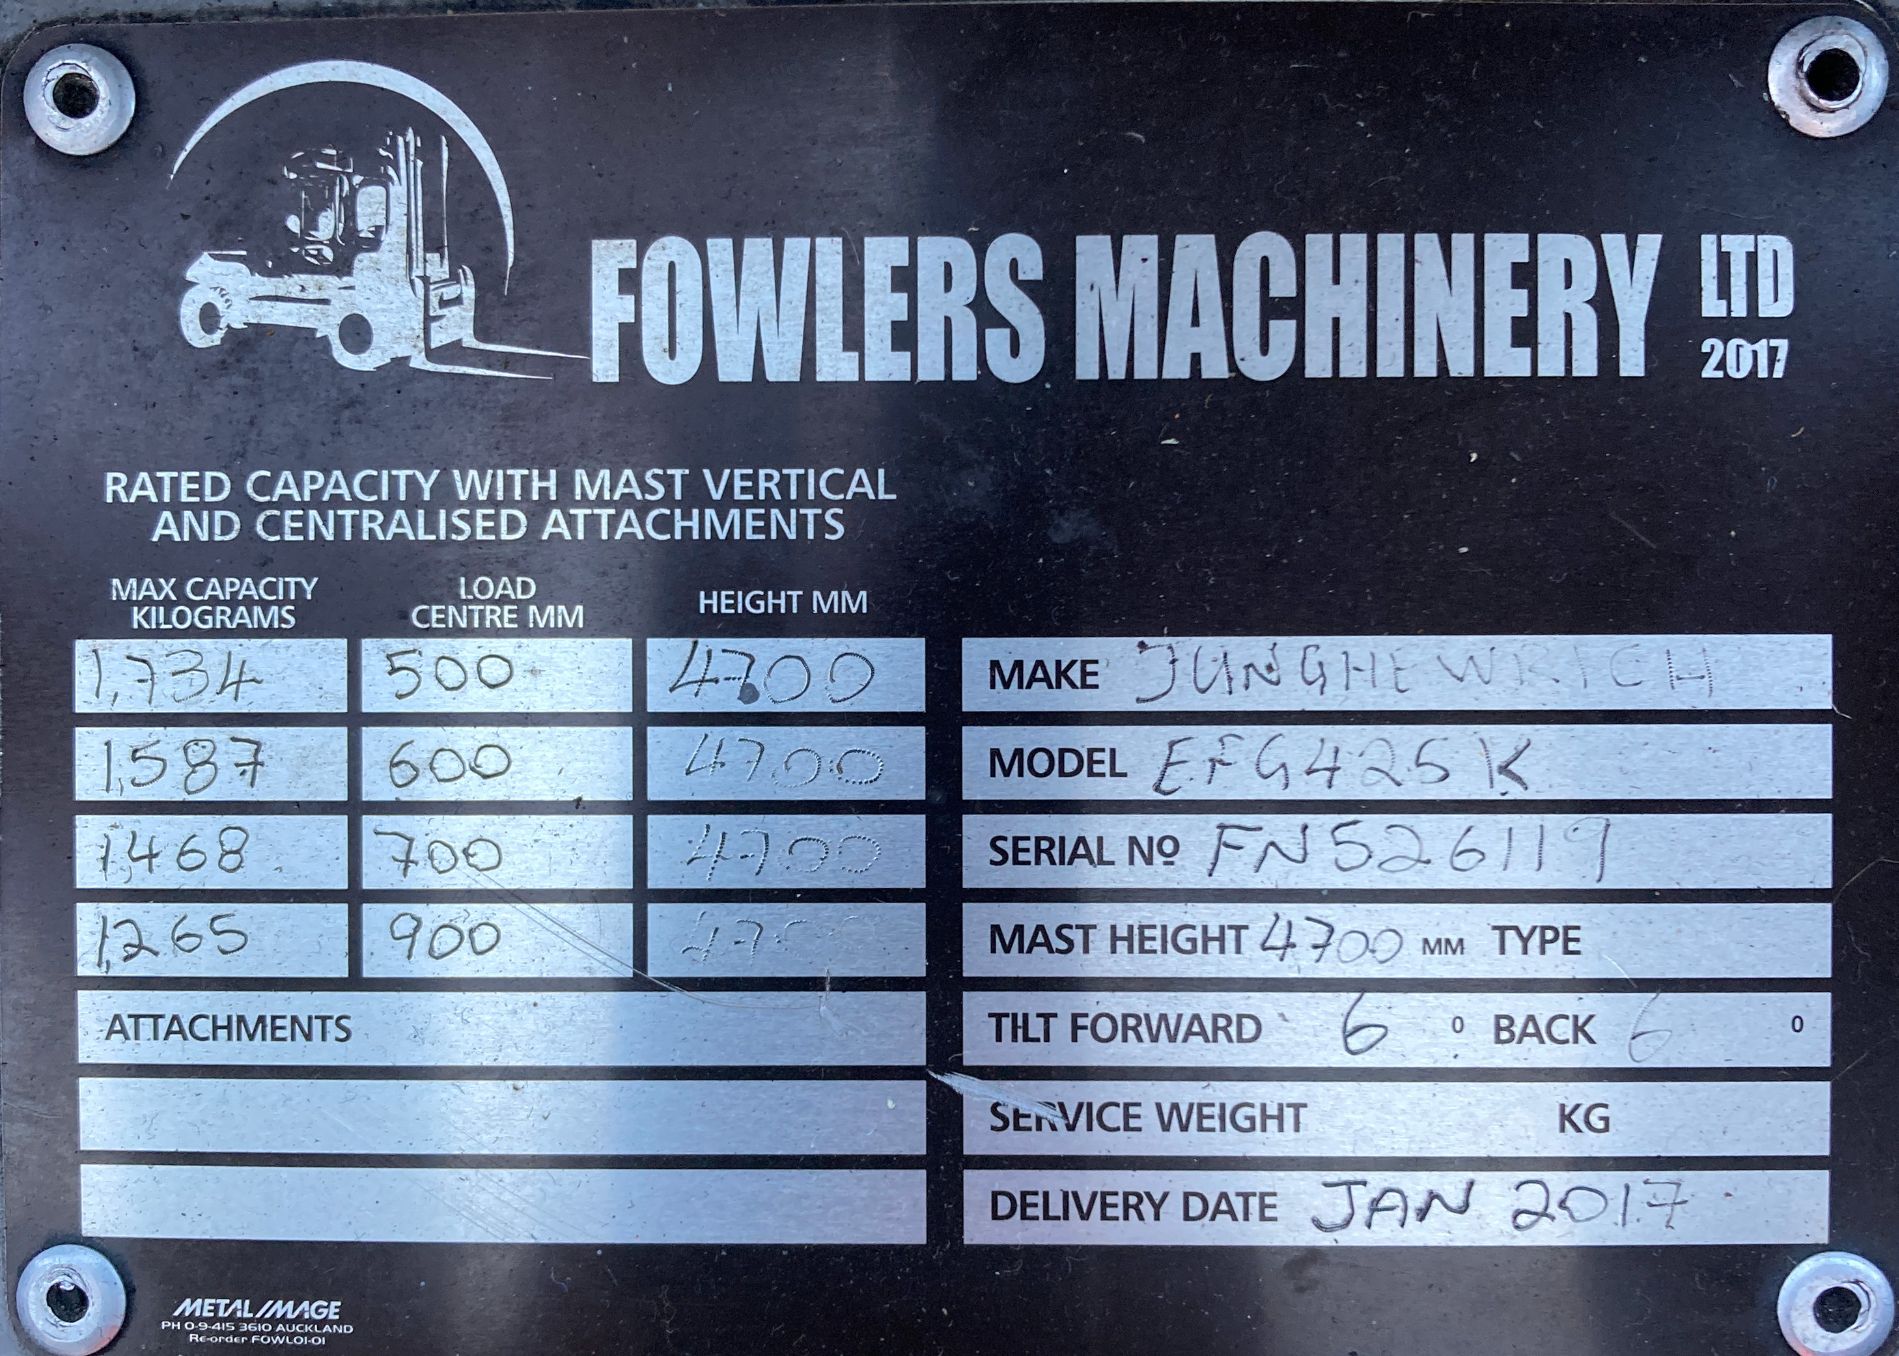 FOWLERS MACHINERY LTD
2017
RATED CAPACITY WITH MAST VERTICAL
AND CENTRALISED ATTACHMENTS
MAX CAPACITY KILOGRAMS LOAD CENTRE MM HEIGHT MM
1,734 500 4700
1,587 600 4700
1,468 700 4700
1,265 900
ATTACHMENTS
MAKE JUNGHEWRICH
MODEL EFG425K
SERIAL Nº FN526119
MAST HEIGHT 4700 MM TYPE
TILT FORWARD 6 º BACK 6 º
SERVICE WEIGHT KG
DELIVERY DATE JAN 2017
METAL IMAGE
PH 0-9-415 3610 AUCKLAND
Re-order FOWL01-01